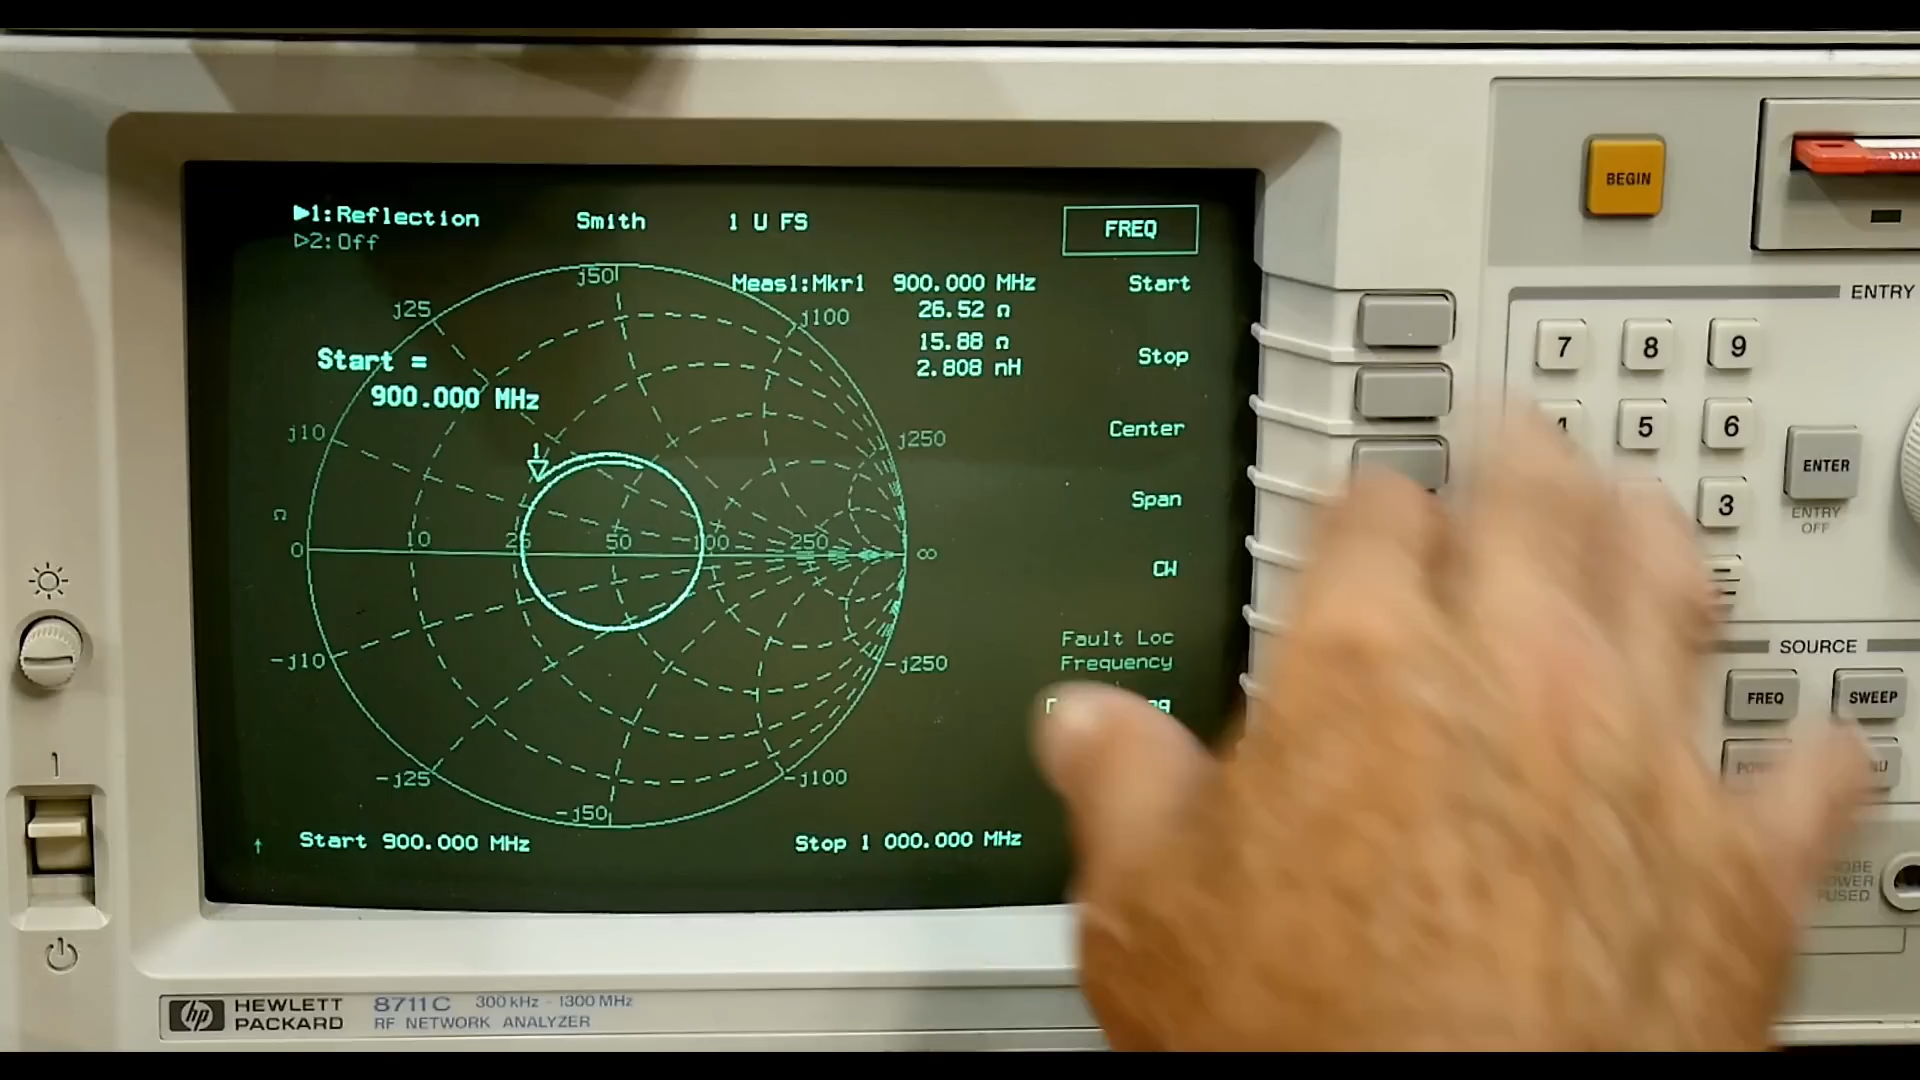 ▶1:Reflection Smith 1 U FS
▷2:Off
FREQ
Meas1:Mkr1 900.000 MHz
26.52 Ω
15.88 Ω
2.808 nH
Start =
900.000 MHz
Start
Stop
Center
Span
CW
Fault Loc
Frequency
j50
j25
j100
j10
j250
Ω
0 10 25 50 100 250 ∞
-j10
-j250
-j25
-j100
-j50
Start 900.000 MHz Stop 1 000.000 MHz
BEGIN
ENTRY
7 8 9
5 6
3
ENTER
ENTRY
OFF
SOURCE
FREQ SWEEP
hp HEWLETT
PACKARD
8711C 300 kHz - 1300 MHz
RF NETWORK ANALYZER